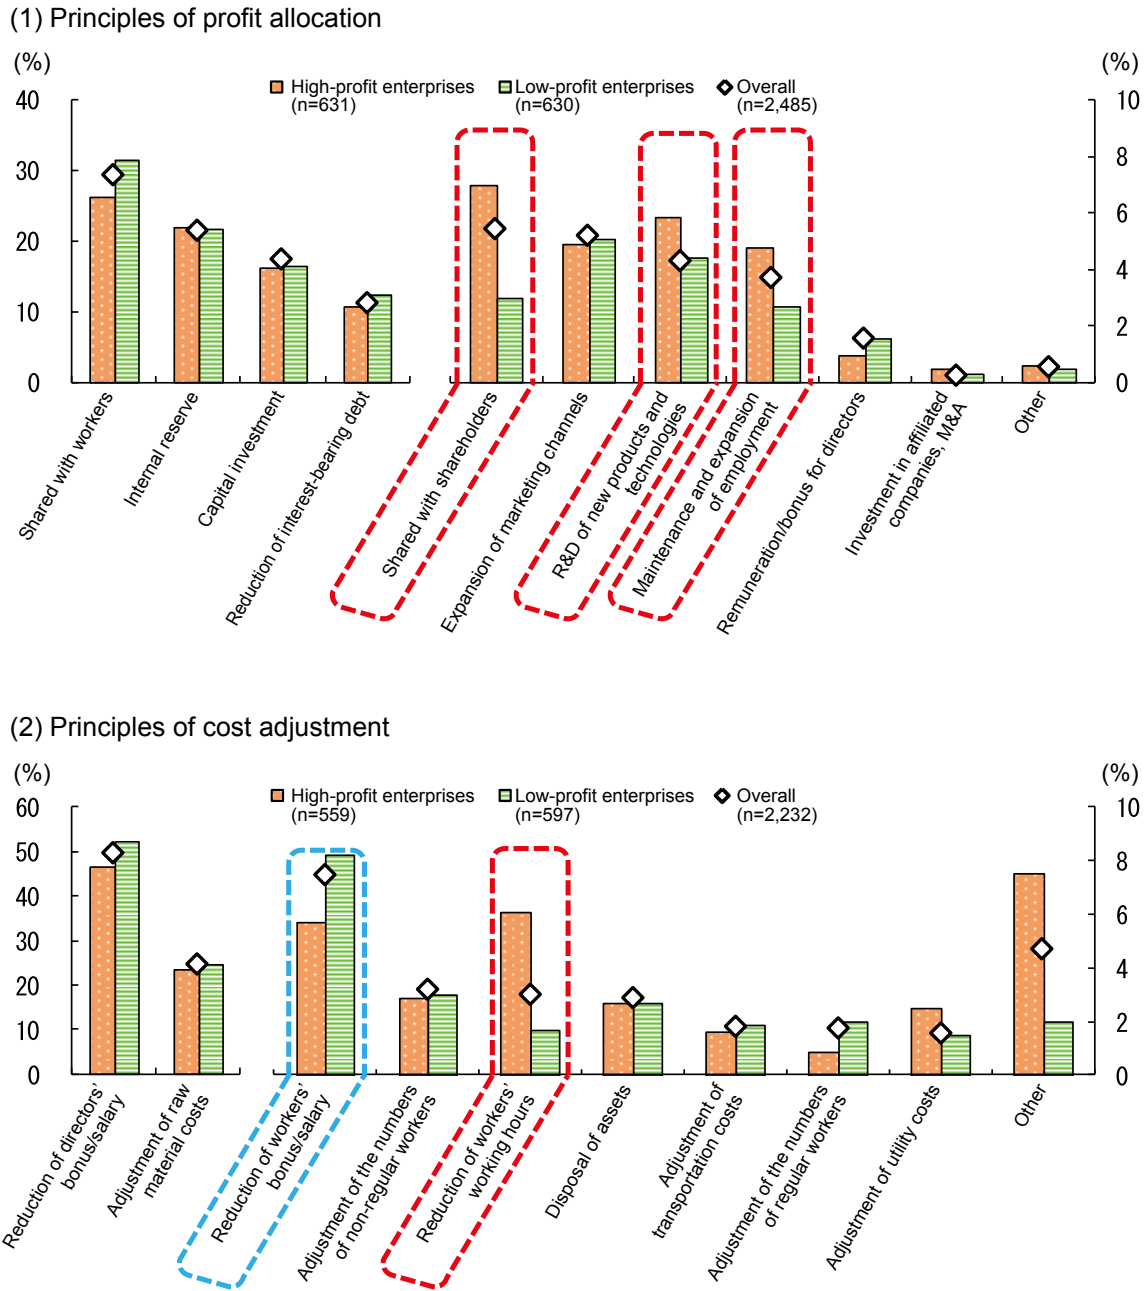 (1) Principles of profit allocation
(%)
(%)
High-profit enterprises
(n=631)
Low-profit enterprises
(n=630)
Overall
(n=2,485)
40
30
20
10
0
10
8
6
4
2
0
Shared with workers
Internal reserve
Capital investment
Reduction of interest-bearing debt
Shared with shareholders
Expansion of marketing channels
R&D of new products and
technologies
Maintenance and expansion
of employment
Remuneration/bonus for directors
Investment in affiliated
companies, M&A
Other
(2) Principles of cost adjustment
(%)
(%)
High-profit enterprises
(n=559)
Low-profit enterprises
(n=597)
Overall
(n=2,232)
60
50
40
30
20
10
0
10
8
6
4
2
0
Reduction of directors'
bonus/salary
Adjustment of raw
material costs
Reduction of workers'
bonus/salary
Adjustment of the numbers
of non-regular workers
Reduction of workers'
working hours
Disposal of assets
Adjustment of
transportation costs
Adjustment of the numbers
of regular workers
Adjustment of utility costs
Other